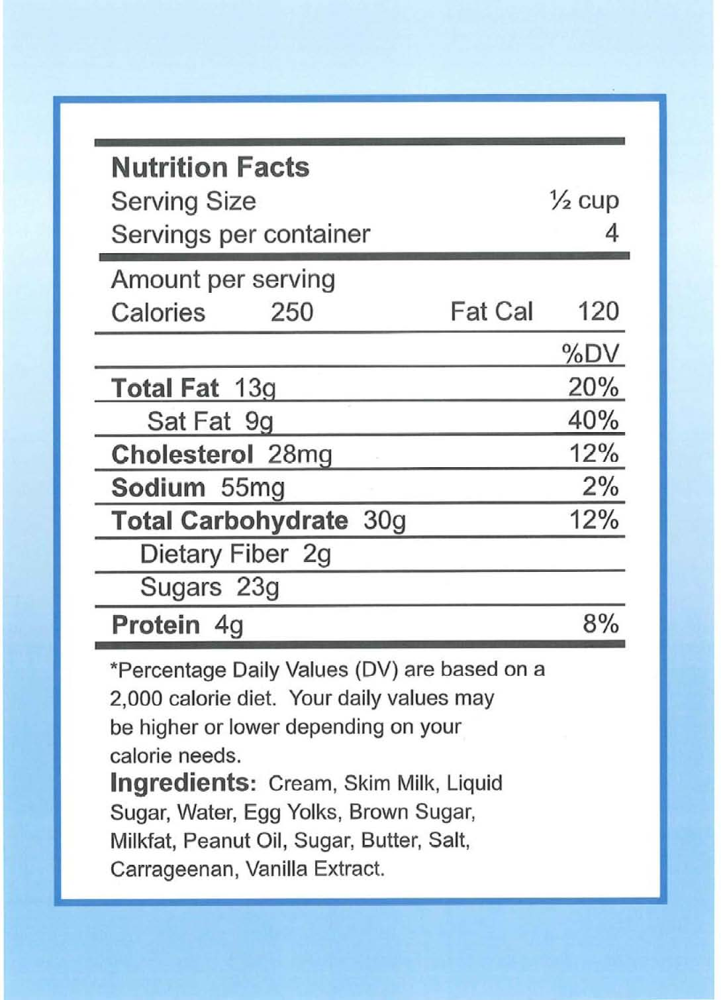 Nutrition Facts
Serving Size ½ cup
Servings per container 4
Amount per serving
Calories 250 Fat Cal 120
%DV
Total Fat 13g 20%
Sat Fat 9g 40%
Cholesterol 28mg 12%
Sodium 55mg 2%
Total Carbohydrate 30g 12%
Dietary Fiber 2g
Sugars 23g
Protein 4g 8%
*Percentage Daily Values (DV) are based on a
2,000 calorie diet. Your daily values may
be higher or lower depending on your
calorie needs.
Ingredients: Cream, Skim Milk, Liquid
Sugar, Water, Egg Yolks, Brown Sugar,
Milkfat, Peanut Oil, Sugar, Butter, Salt,
Carrageenan, Vanilla Extract.